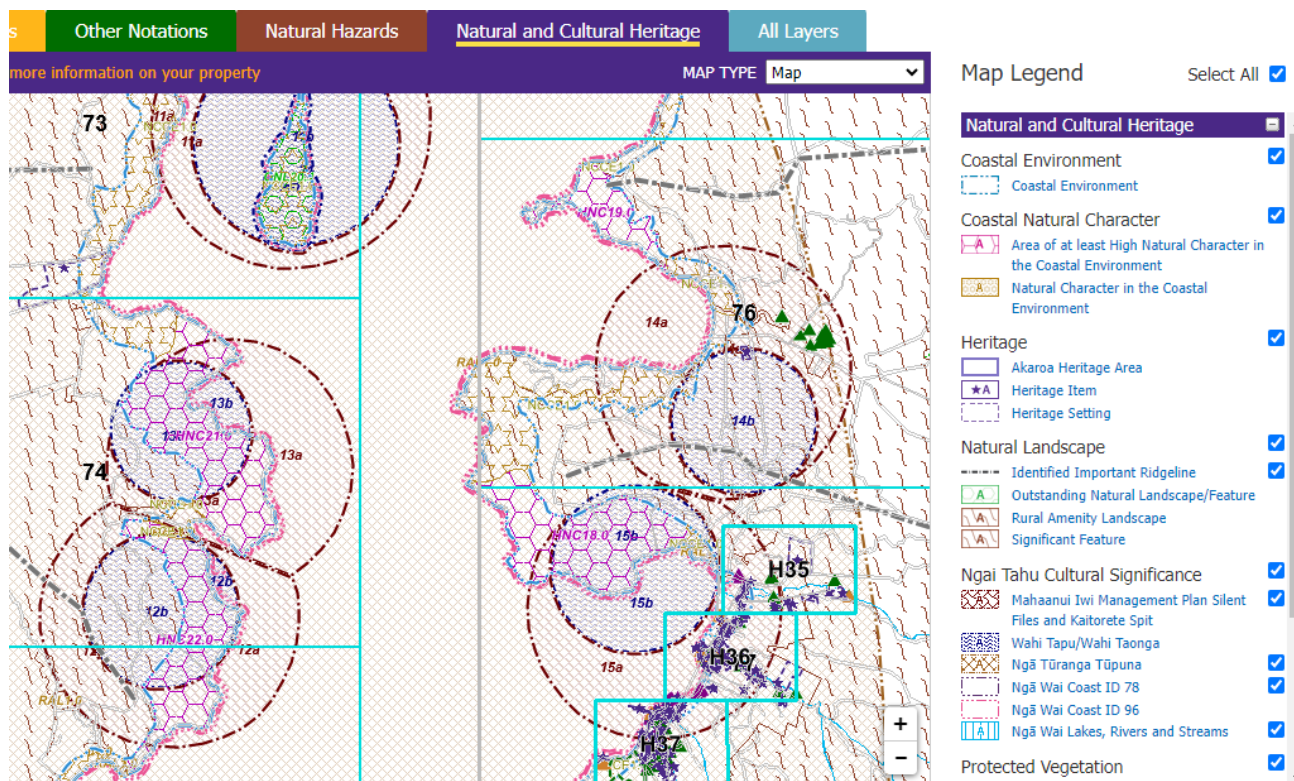 s
Other Notations
Natural Hazards
Natural and Cultural Heritage
All Layers
more information on your property
MAP TYPE
Map
Map Legend
Select All
Natural and Cultural Heritage
Coastal Environment
Coastal Environment
Coastal Natural Character
A
Area of at least High Natural Character in
the Coastal Environment
A
Natural Character in the Coastal
Environment
Heritage
Akaroa Heritage Area
★A
Heritage Item
Heritage Setting
Natural Landscape
Identified Important Ridgeline
A
Outstanding Natural Landscape/Feature
A
Rural Amenity Landscape
A
Significant Feature
Ngai Tahu Cultural Significance
A
Mahaanui Iwi Management Plan Silent
Files and Kaitorete Spit
Wahi Tapu/Wahi Taonga
A
Ngā Tūranga Tūpuna
Ngā Wai Coast ID 78
Ngā Wai Coast ID 96
A
Ngā Wai Lakes, Rivers and Streams
Protected Vegetation
73
11a
11a
74
13b
13a
HNC21.0
12b
12b
HNC22.0
12a
14a
76
14b
HNC18.0
15b
15b
15a
H35
H36
H37
+
−